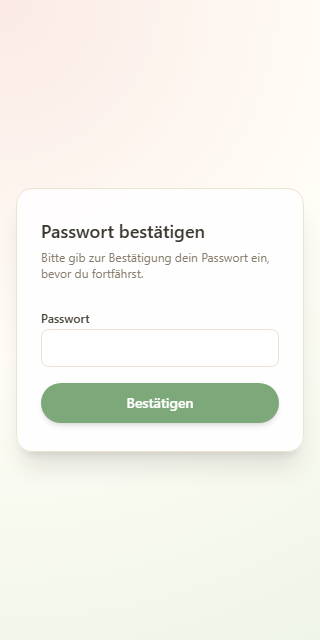 Passwort bestätigen
Bitte gib zur Bestätigung dein Passwort ein,
bevor du fortfährst.
Passwort
Bestätigen